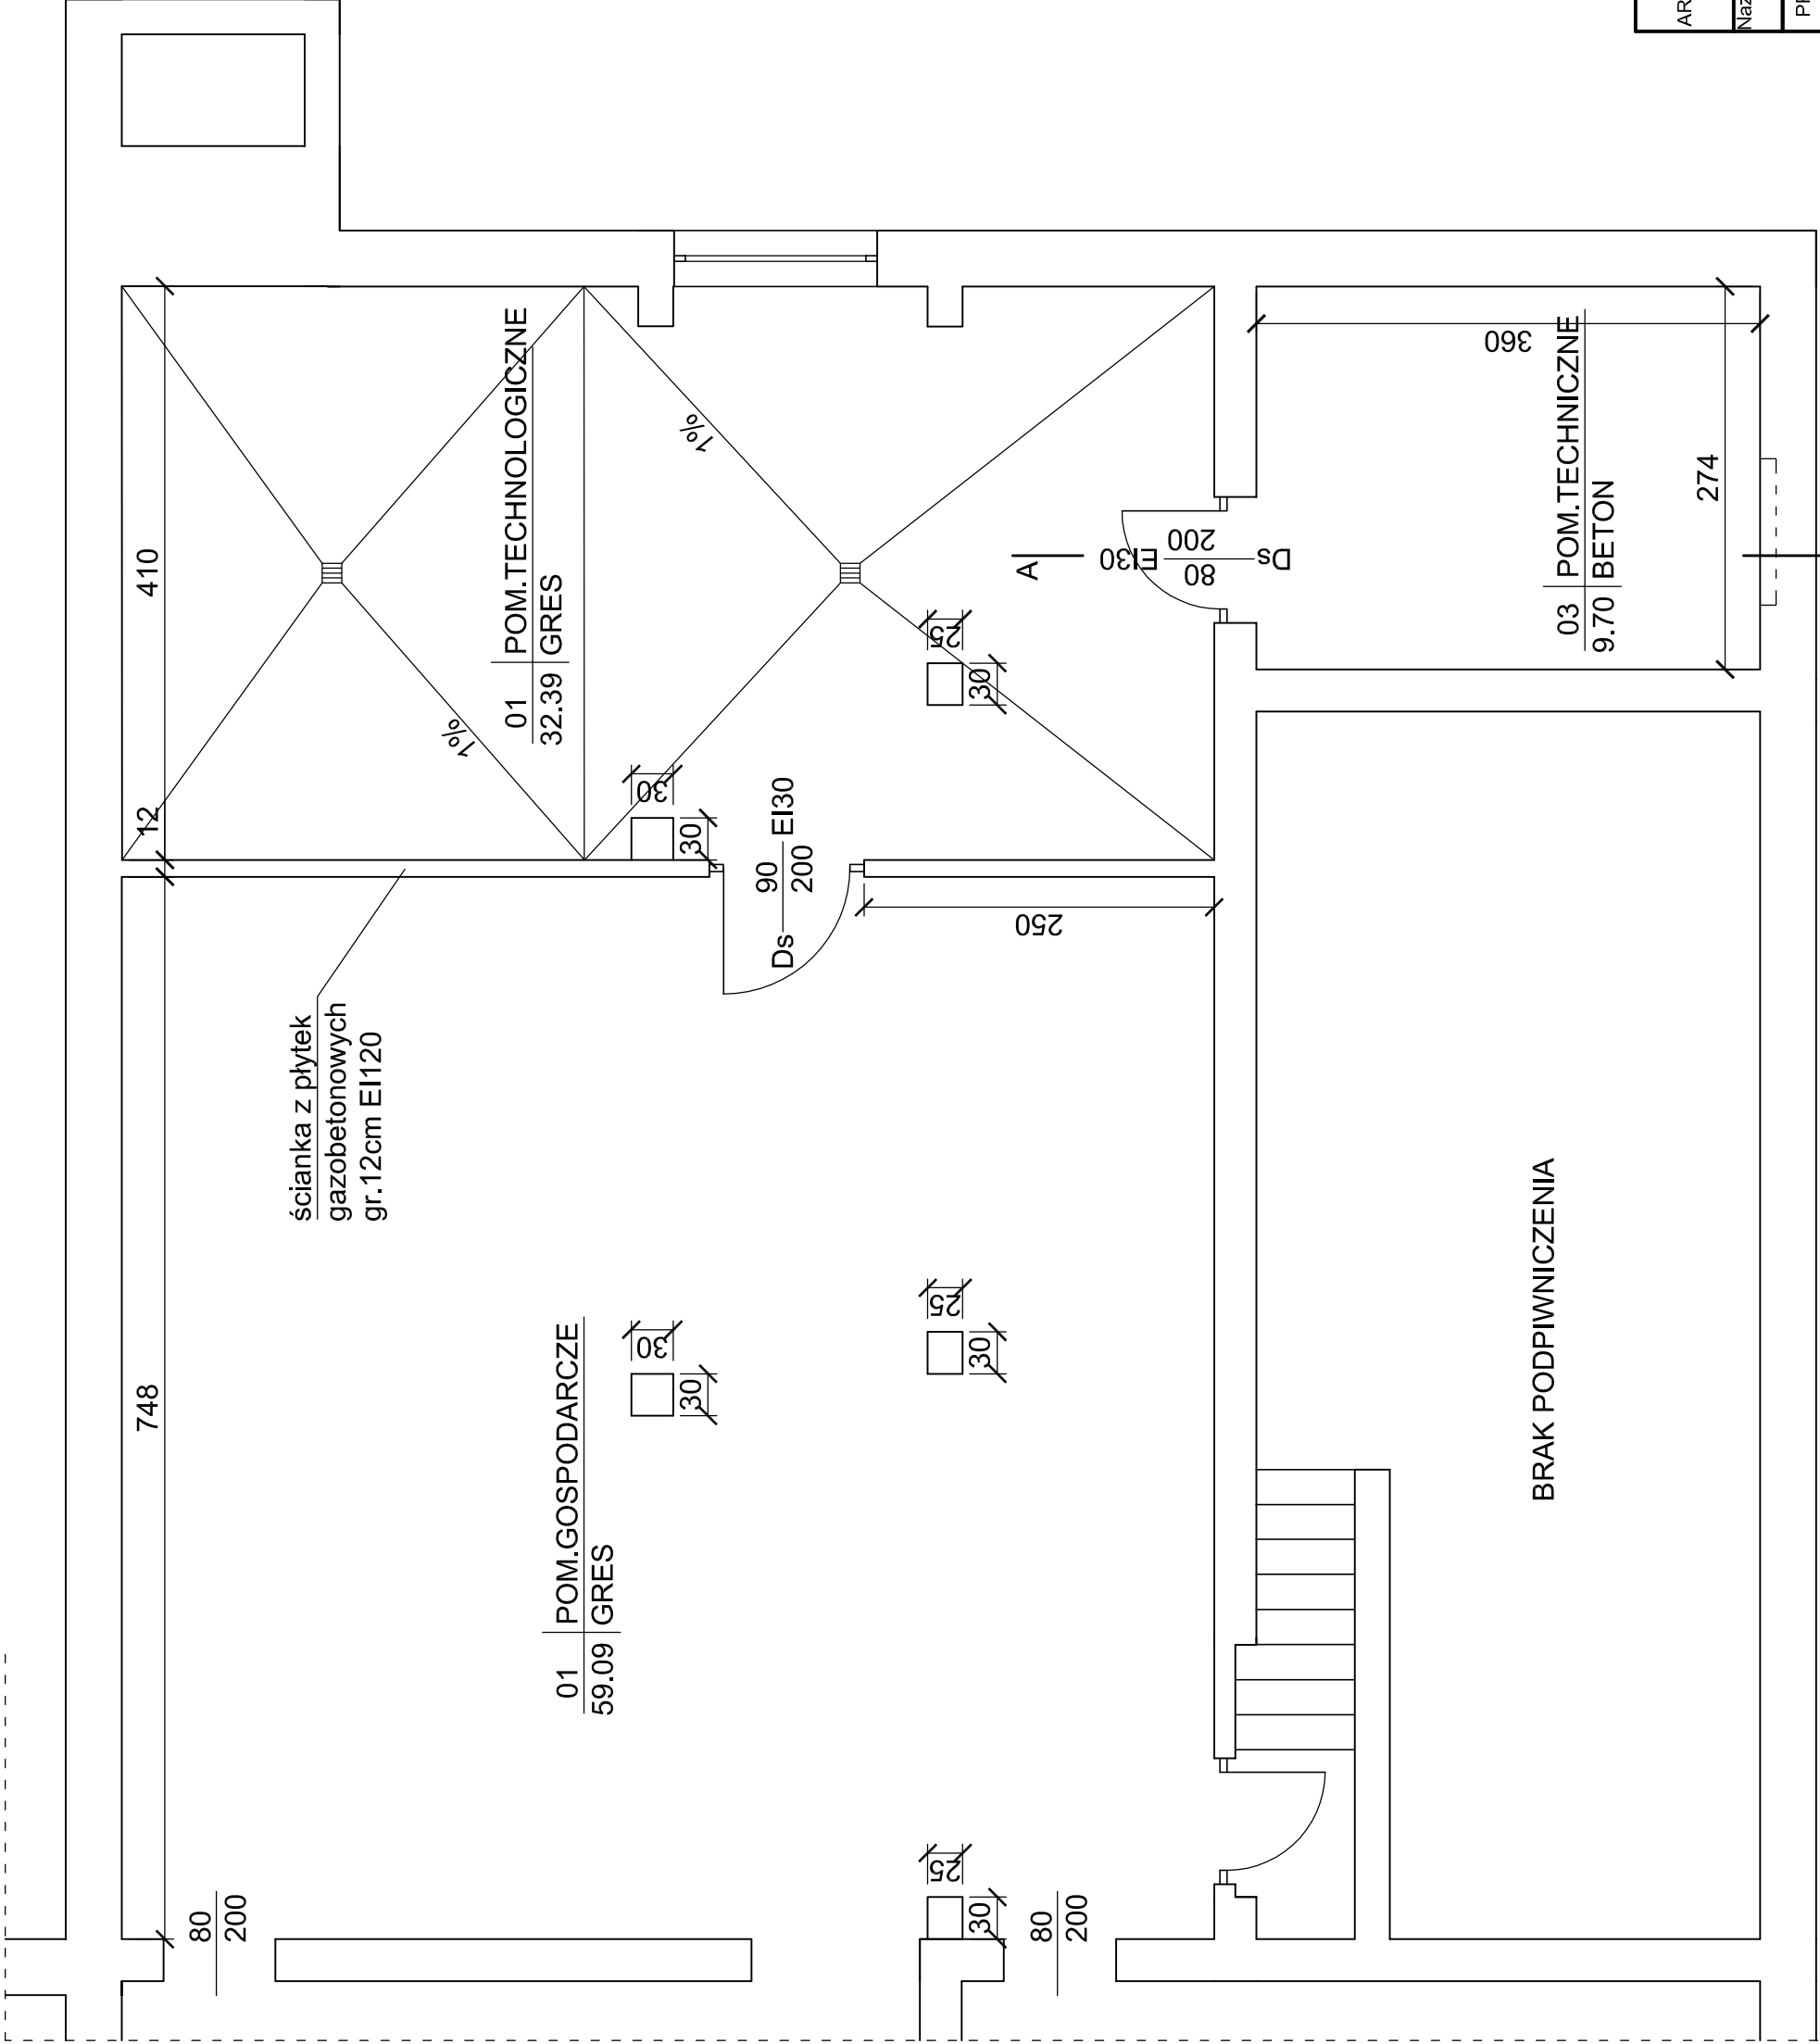 AR
Naz
410
12
748
01 POM.TECHNOLOGICZNE
32.39 GRES
1%
1%
30
30
25
30
Ds 90 EI30
200
250
A
Ds 80 EI30
200
360
03 POM.TECHNICZNE
9.70 BETON
274
ścianka z płytek
gazobetonowych
gr.12cm EI120
01 POM.GOSPODARCZE
59.09 GRES
30
30
25
30
BRAK PODPIWNICZENIA
80
200
25
30
80
200